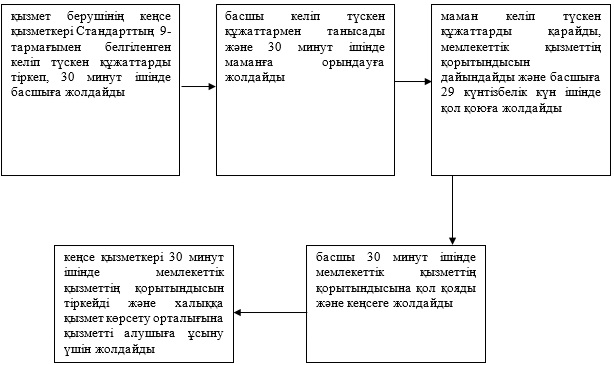 қызмет берушінің кеңсе
қызметкері Стандарттың 9-
тармағымен белгіленген
келіп түскен құжаттарды
тіркеп, 30 минут ішінде
басшыға жолдайды
басшы келіп түскен
құжаттармен танысады
және 30 минут ішінде
маманға орындауға
жолдайды
маман келіп түскен
құжаттарды қарайды,
мемлекеттік қызметтің
қорытындысын
дайындайды және басшыға
29 күнтізбелік күн ішінде
қол қоюға жолдайды
басшы 30 минут ішінде
мемлекеттік қызметтің
қорытындысына қол қояды
және кеңсеге жолдайды
кеңсе қызметкері 30 минут
ішінде мемлекеттік
қызметтің қорытындысын
тіркейді және халыққа
қызмет көрсету орталығына
қызметті алушыға ұсыну
үшін жолдайды